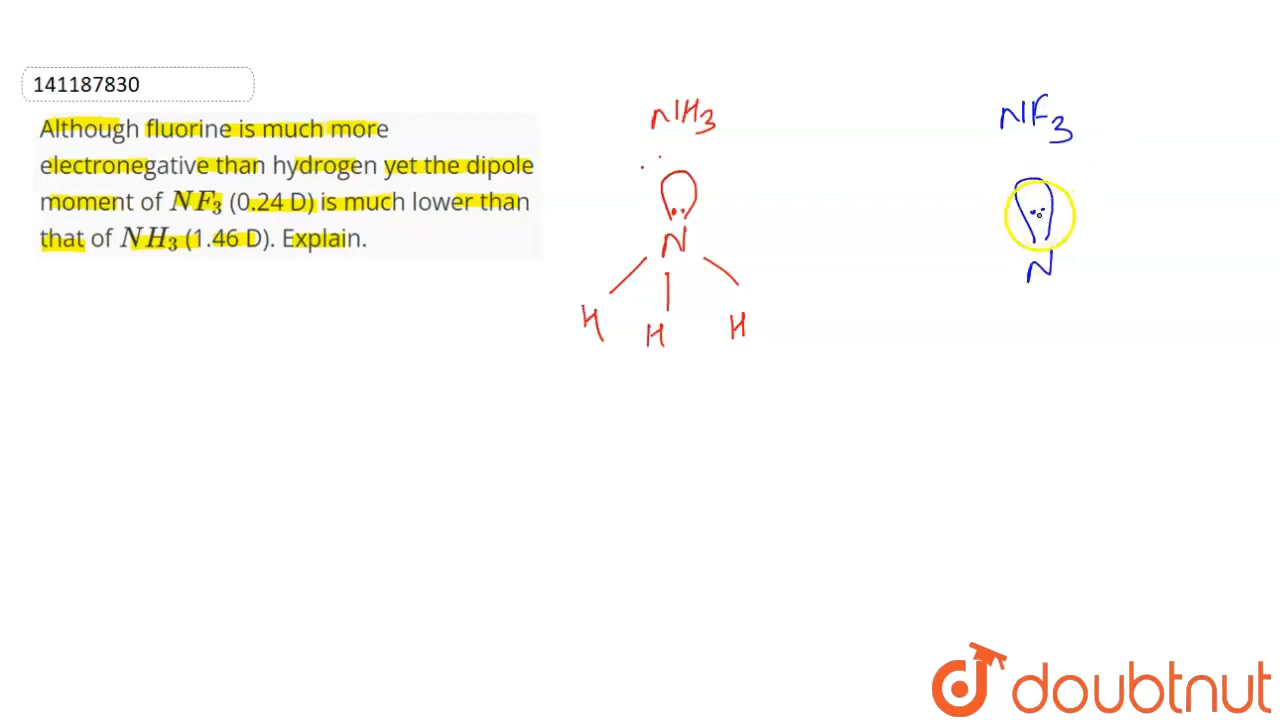 141187830
Although fluorine is much more
electronegative than hydrogen yet the dipole
moment of NF₃ (0.24 D) is much lower than
that of NH₃ (1.46 D). Explain.
NH₃
N
H H H
NF₃
N
doubtnut